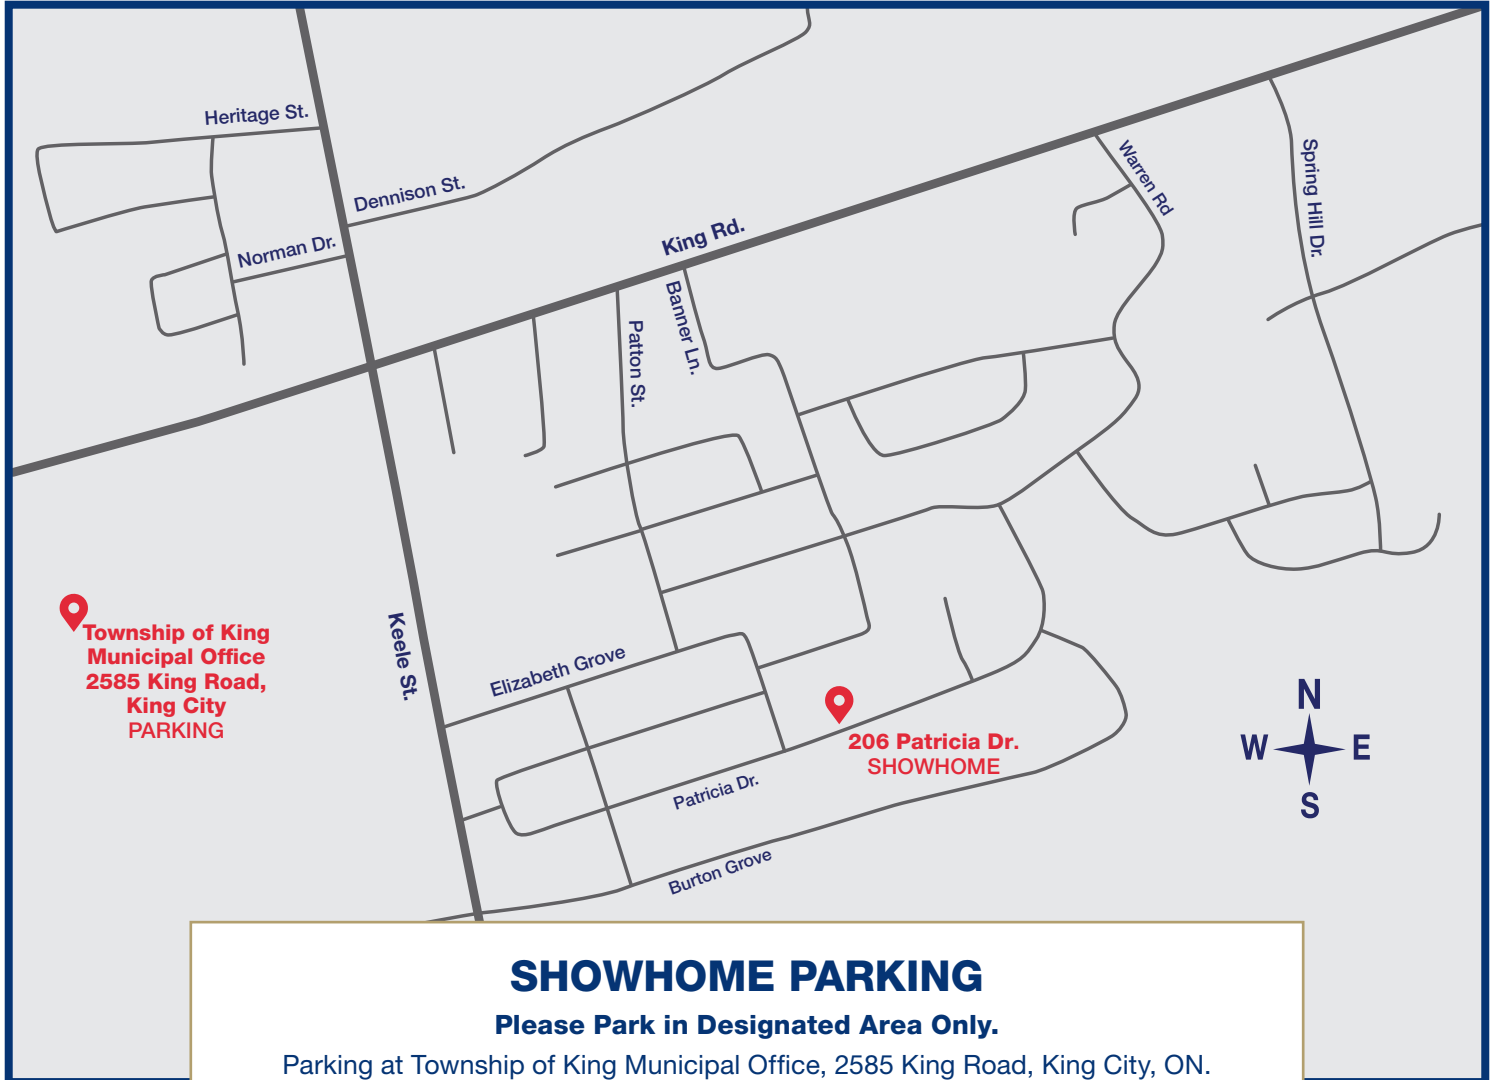 Heritage St.
Dennison St.
Norman Dr.
King Rd.
Warren Rd
Spring Hill Dr.
Banner Ln.
Patton St.
Keele St.
Township of King
Municipal Office
2585 King Road,
King City
PARKING
Elizabeth Grove
206 Patricia Dr.
SHOWHOME
Patricia Dr.
Burton Grove
N
W E
S
SHOWHOME PARKING
Please Park in Designated Area Only.
Parking at Township of King Municipal Office, 2585 King Road, King City, ON.